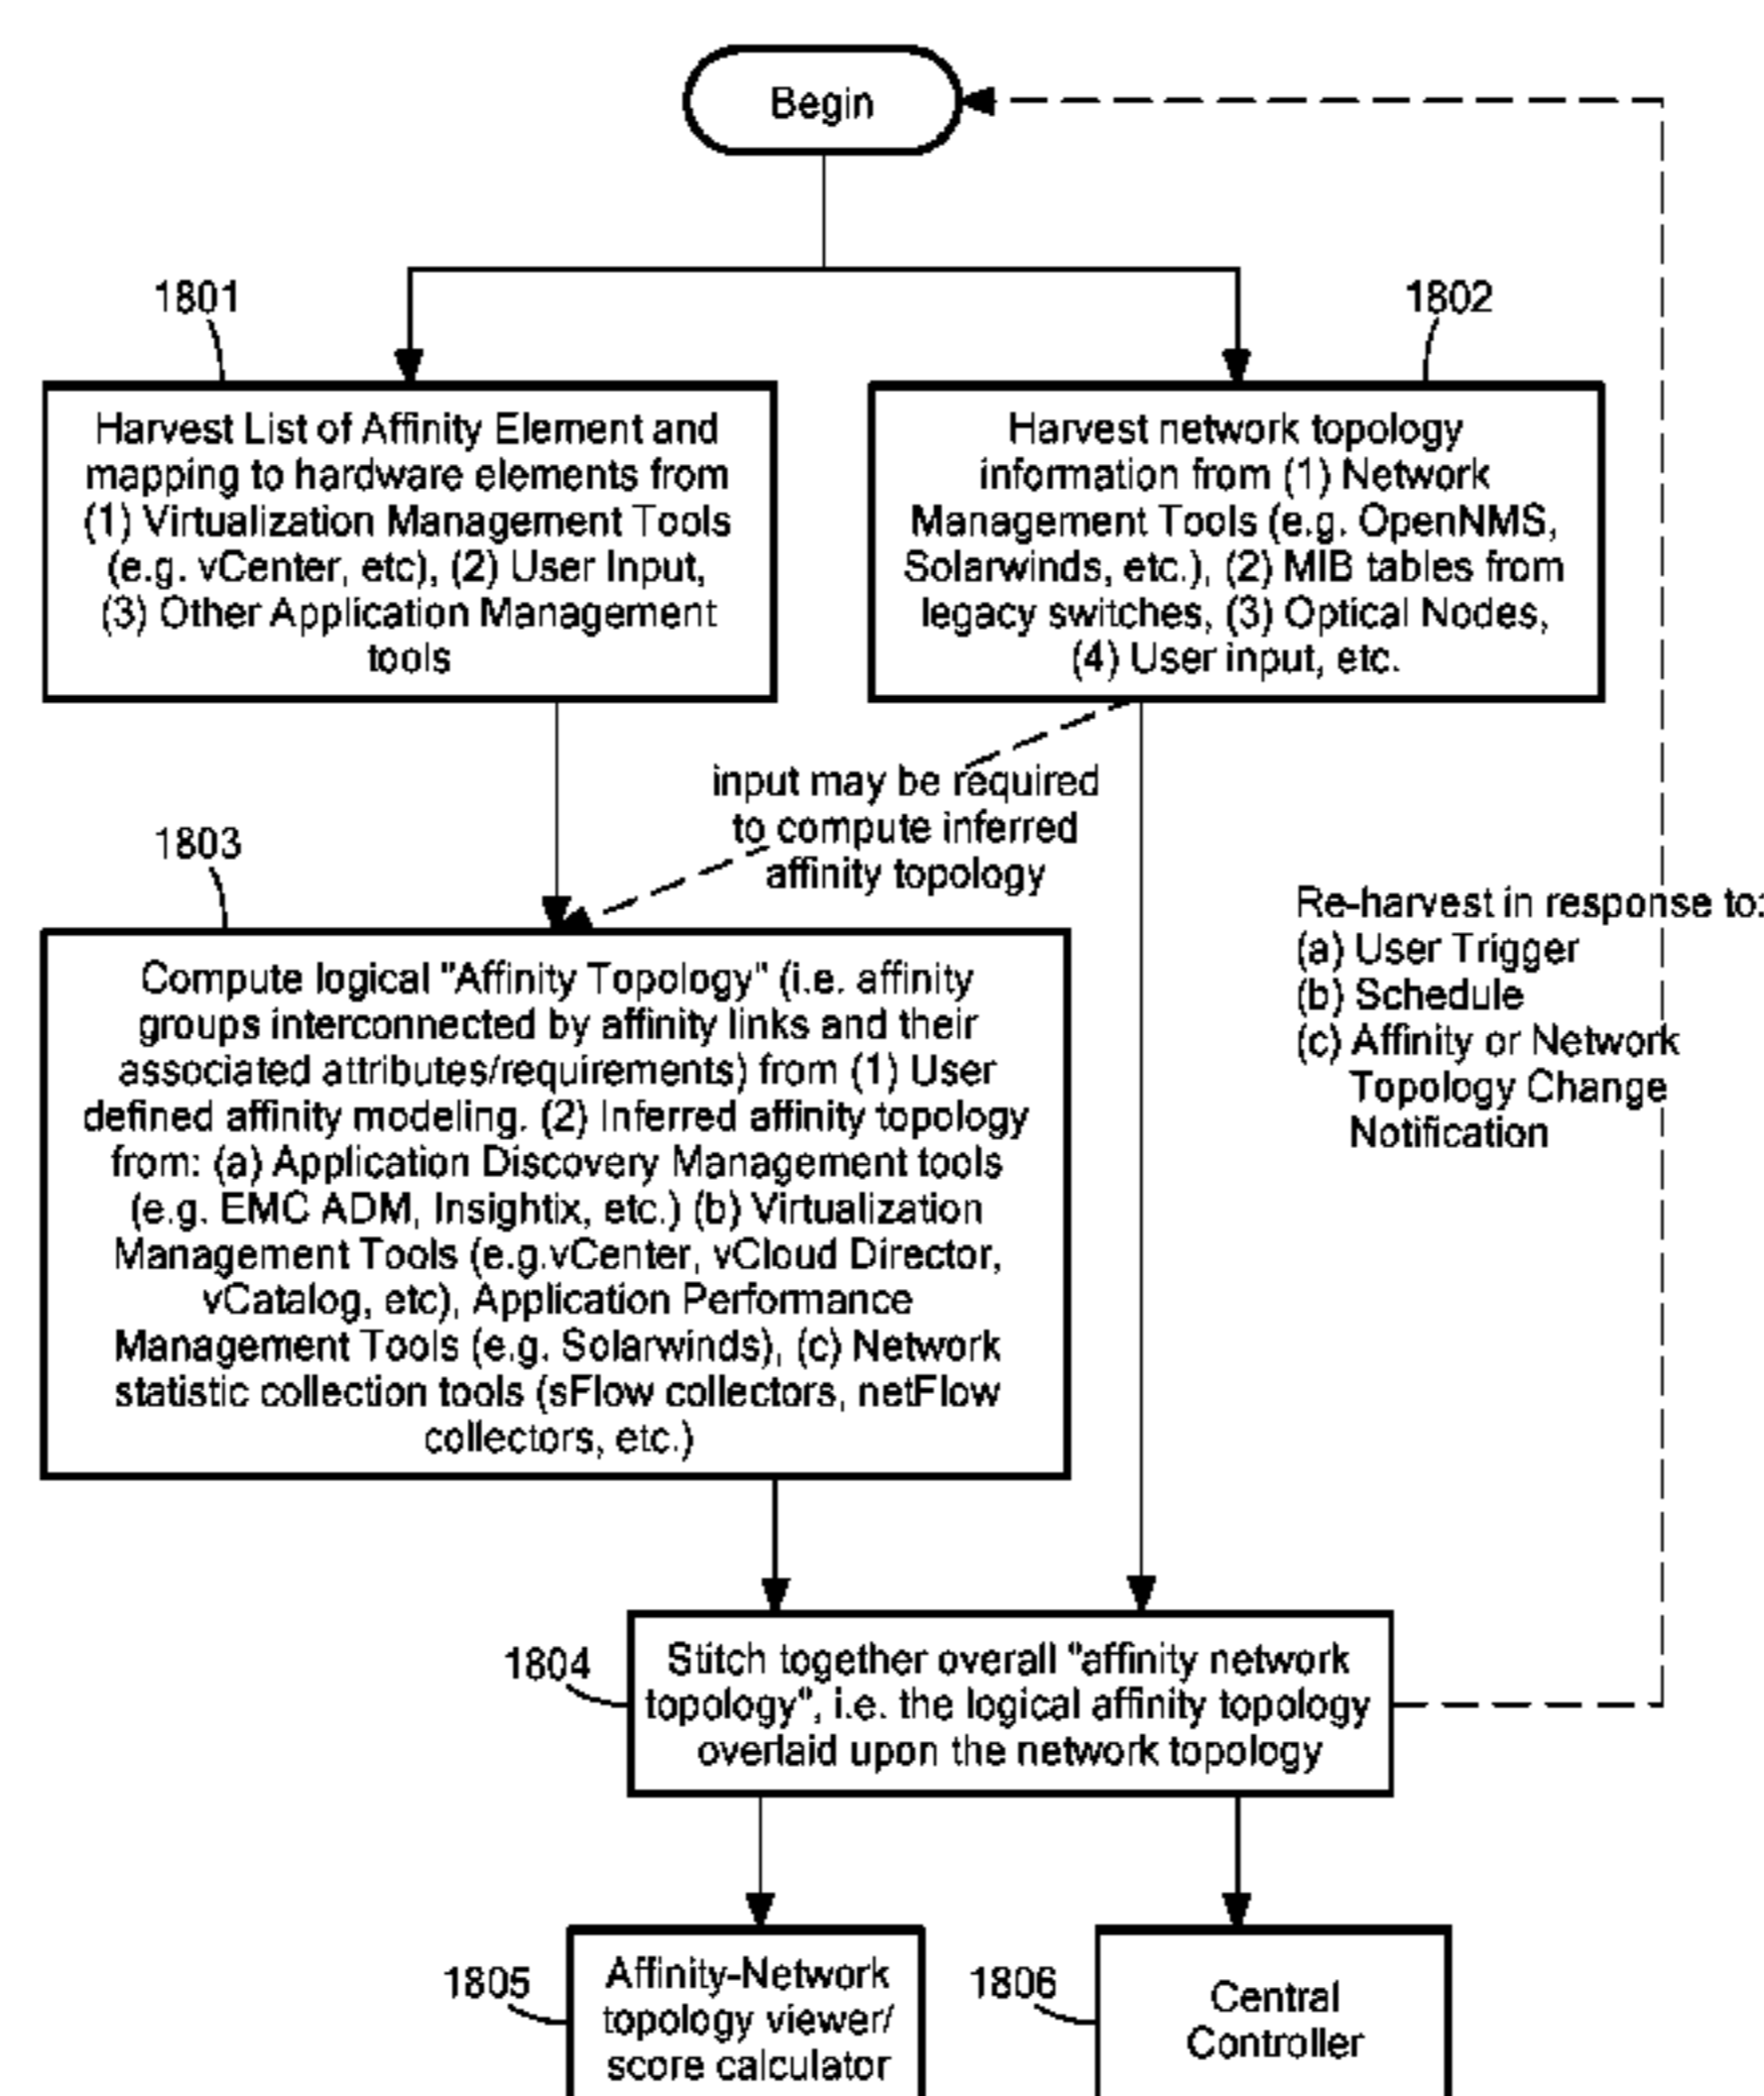 Begin
1801
1802
Harvest List of Affinity Element and
mapping to hardware elements from
(1) Virtualization Management Tools
(e.g. vCenter, etc), (2) User Input,
(3) Other Application Management
tools
Harvest network topology
information from (1) Network
Management Tools (e.g. OpenNMS,
Solarwinds, etc.), (2) MIB tables from
legacy switches, (3) Optical Nodes,
(4) User input, etc.
input may be required
to compute inferred
affinity topology
1803
Re-harvest in response to:
(a) User Trigger
(b) Schedule
(c) Affinity or Network
Topology Change
Notification
Compute logical "Affinity Topology" (i.e. affinity
groups interconnected by affinity links and their
associated attributes/requirements) from (1) User
defined affinity modeling. (2) Inferred affinity topology
from: (a) Application Discovery Management tools
(e.g. EMC ADM, Insightix, etc.) (b) Virtualization
Management Tools (e.g.vCenter, vCloud Director,
vCatalog, etc), Application Performance
Management Tools (e.g. Solarwinds), (c) Network
statistic collection tools (sFlow collectors, netFlow
collectors, etc.)
1804
Stitch together overall "affinity network
topology", i.e. the logical affinity topology
overlaid upon the network topology
1805
Affinity-Network
topology viewer/
score calculator
1806
Central
Controller